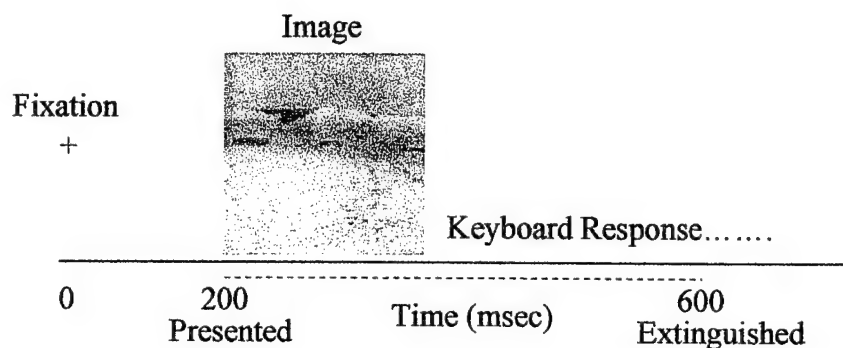 Image
Fixation
+
Keyboard Response.......
0 200 Time (msec) 600
Presented Extinguished